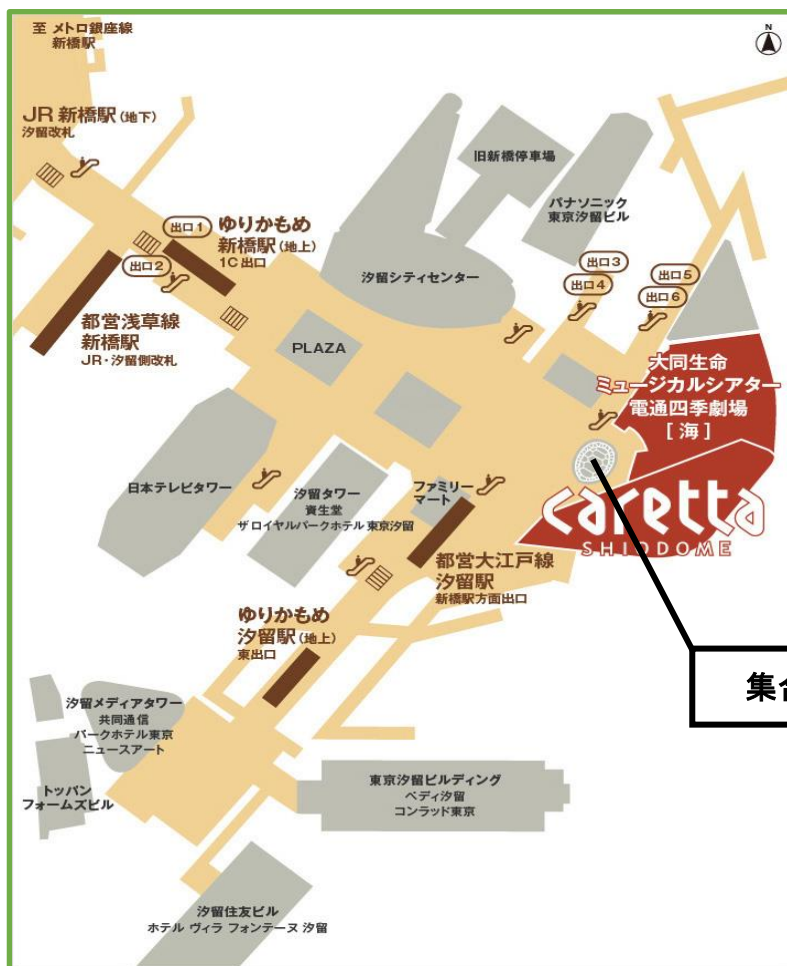 至 メトロ銀座線
新橋駅
N
JR 新橋駅(地下)
汐留改札
旧新橋停車場
パナソニック
東京汐留ビル
出口1
ゆりかもめ
新橋駅(地上)
1C 出口
出口2
汐留シティセンター
出口3
出口4
出口5
出口6
都営浅草線
新橋駅
JR・汐留側改札
PLAZA
大同生命
ミュージカルシアター
電通四季劇場
[海]
日本テレビタワー
汐留タワー
資生堂
ザ ロイヤルパークホテル 東京汐留
ファミリー
マート
caretta
SHIODOME
都営大江戸線
汐留駅
新橋駅方面出口
ゆりかもめ
汐留駅(地上)
東出口
集合
汐留メディアタワー
共同通信
パークホテル東京
ニュースアート
トッパン
フォームズビル
東京汐留ビルディング
ペディ汐留
コンラッド東京
汐留住友ビル
ホテル ヴィラ フォンテーヌ 汐留